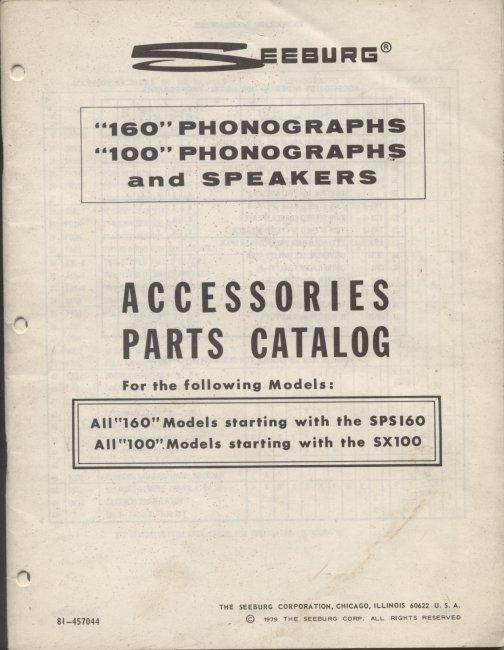 SEEBURG®
"160" PHONOGRAPHS
"100" PHONOGRAPHS
and SPEAKERS
ACCESSORIES
PARTS CATALOG
For the following Models:
All "160" Models starting with the SPS160
All "100". Models starting with the SX100
THE SEEBURG CORPORATION, CHICAGO, ILLINOIS 60622 U. S. A.
81-457044
© 1979 THE SEEBURG CORP. ALL RIGHTS RESERVED